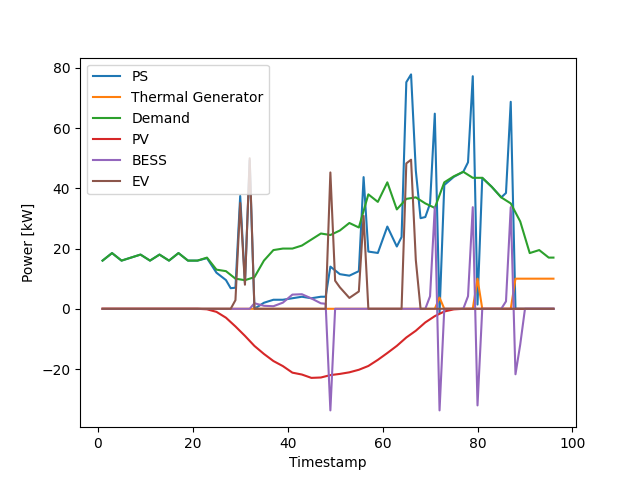 PS
Thermal Generator
Demand
PV
BESS
EV
Power [kW]
80
60
40
20
0
−20
0 20 40 60 80 100
Timestamp